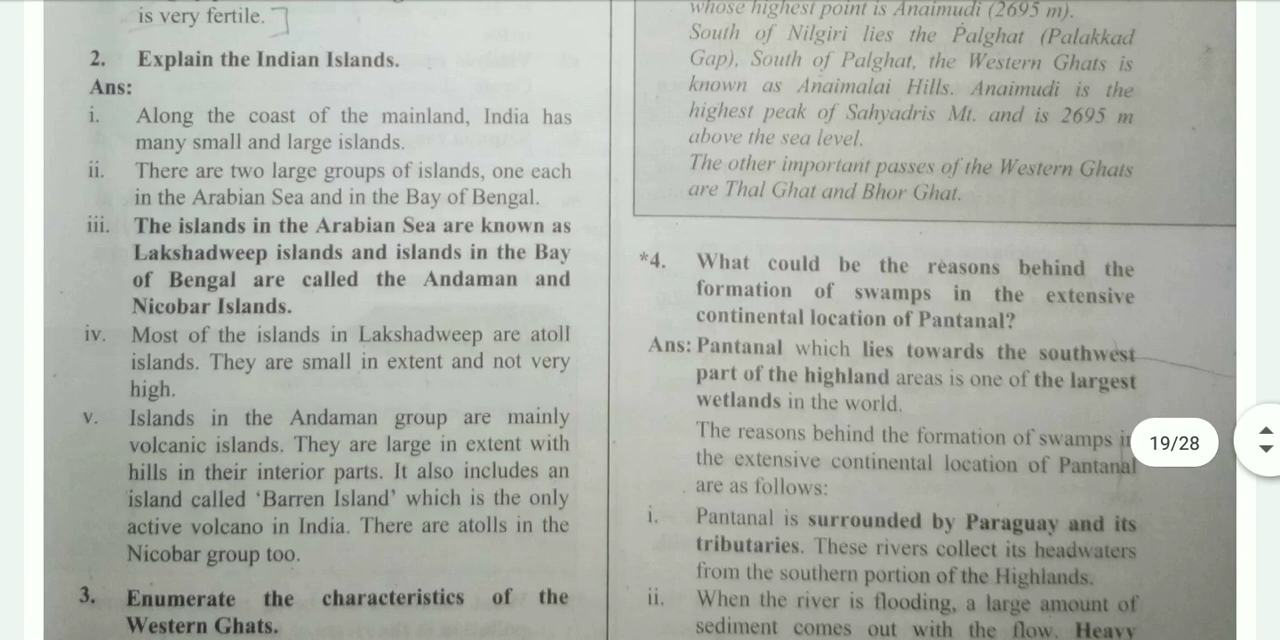 is very fertile.
2. Explain the Indian Islands.
Ans:
i. Along the coast of the mainland, India has
many small and large islands.
ii. There are two large groups of islands, one each
in the Arabian Sea and in the Bay of Bengal.
iii. The islands in the Arabian Sea are known as
Lakshadweep islands and islands in the Bay
of Bengal are called the Andaman and
Nicobar Islands.
iv. Most of the islands in Lakshadweep are atoll
islands. They are small in extent and not very
high.
v. Islands in the Andaman group are mainly
volcanic islands. They are large in extent with
hills in their interior parts. It also includes an
island called ‘Barren Island’ which is the only
active volcano in India. There are atolls in the
Nicobar group too.
3. Enumerate the characteristics of the
Western Ghats.
whose highest point is Anaimudi (2695 m).
South of Nilgiri lies the Palghat (Palakkad
Gap), South of Palghat, the Western Ghats is
known as Anaimalai Hills. Anaimudi is the
highest peak of Sahyadris Mt. and is 2695 m
above the sea level.
The other important passes of the Western Ghats
are Thal Ghat and Bhor Ghat.
*4. What could be the reasons behind the
formation of swamps in the extensive
continental location of Pantanal?
Ans: Pantanal which lies towards the southwest
part of the highland areas is one of the largest
wetlands in the world.
The reasons behind the formation of swamps
the extensive continental location of Pantanal
are as follows:
i. Pantanal is surrounded by Paraguay and its
tributaries. These rivers collect its headwaters
from the southern portion of the Highlands.
ii. When the river is flooding, a large amount of
sediment comes out with the flow. Heavy
19/28